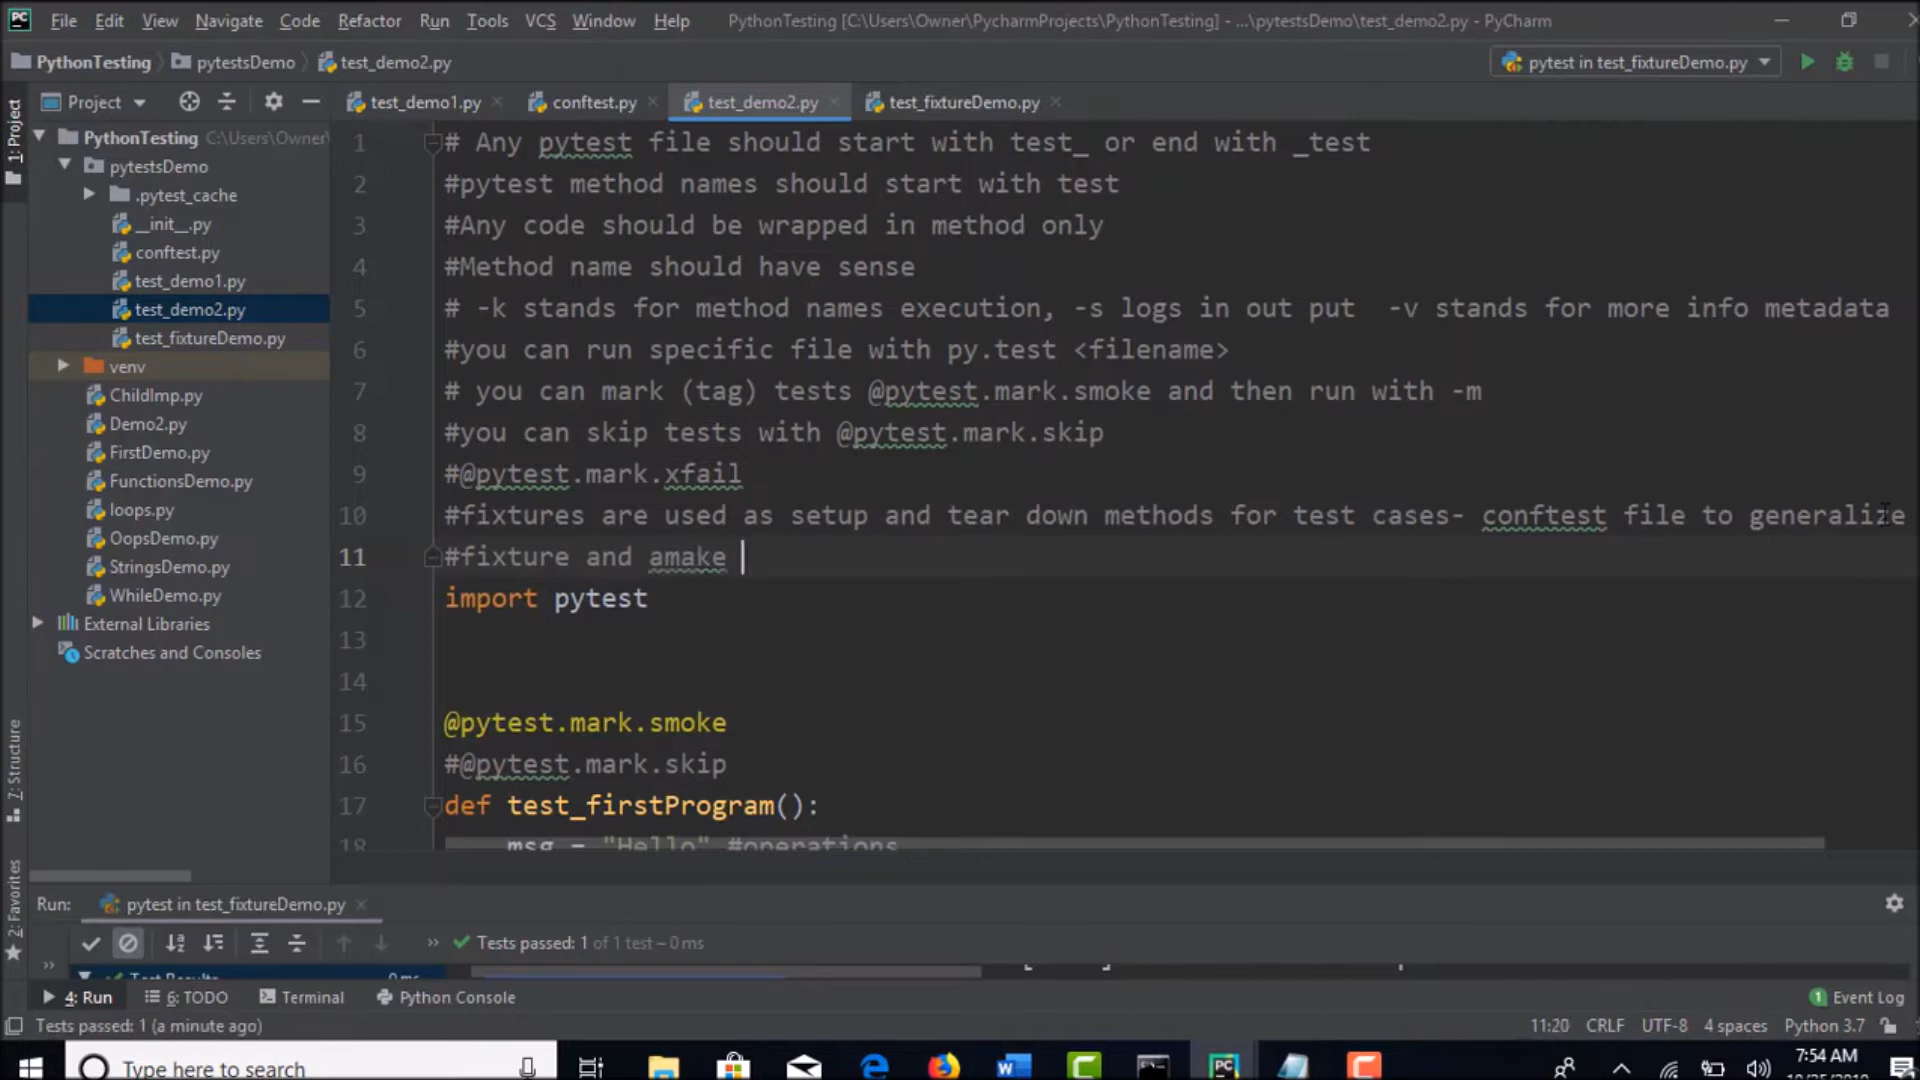 File Edit View Navigate Code Refactor Run Tools VCS Window Help PythonTesting [C:\Users\Owner\PycharmProjects\PythonTesting] - ...\pytestsDemo\test_demo2.py - PyCharm
PythonTesting pytestsDemo test_demo2.py pytest in test_fixtureDemo.py
Project test_demo1.py conftest.py test_demo2.py test_fixtureDemo.py
1: Project
PythonTesting C:\Users\Owner\
pytestsDemo
.pytest_cache
__init__.py
conftest.py
test_demo1.py
test_demo2.py
test_fixtureDemo.py
venv
ChildImp.py
Demo2.py
FirstDemo.py
FunctionsDemo.py
loops.py
OopsDemo.py
StringsDemo.py
WhileDemo.py
External Libraries
Scratches and Consoles
7: Structure
2: Favorites
1 # Any pytest file should start with test_ or end with _test
2 #pytest method names should start with test
3 #Any code should be wrapped in method only
4 #Method name should have sense
5 # -k stands for method names execution, -s logs in out put -v stands for more info metadata
6 #you can run specific file with py.test <filename>
7 # you can mark (tag) tests @pytest.mark.smoke and then run with -m
8 #you can skip tests with @pytest.mark.skip
9 #@pytest.mark.xfail
10 #fixtures are used as setup and tear down methods for test cases- conftest file to generalize
11 #fixture and amake
12 import pytest
13
14
15 @pytest.mark.smoke
16 #@pytest.mark.skip
17 def test_firstProgram():
18 msg = "Hello" #operations
Run: pytest in test_fixtureDemo.py
Tests passed: 1 of 1 test – 0 ms
Test Results 0 ms
4: Run 6: TODO Terminal Python Console 1 Event Log
Tests passed: 1 (a minute ago) 11:20 CRLF UTF-8 4 spaces Python 3.7
Type here to search 7:54 AM